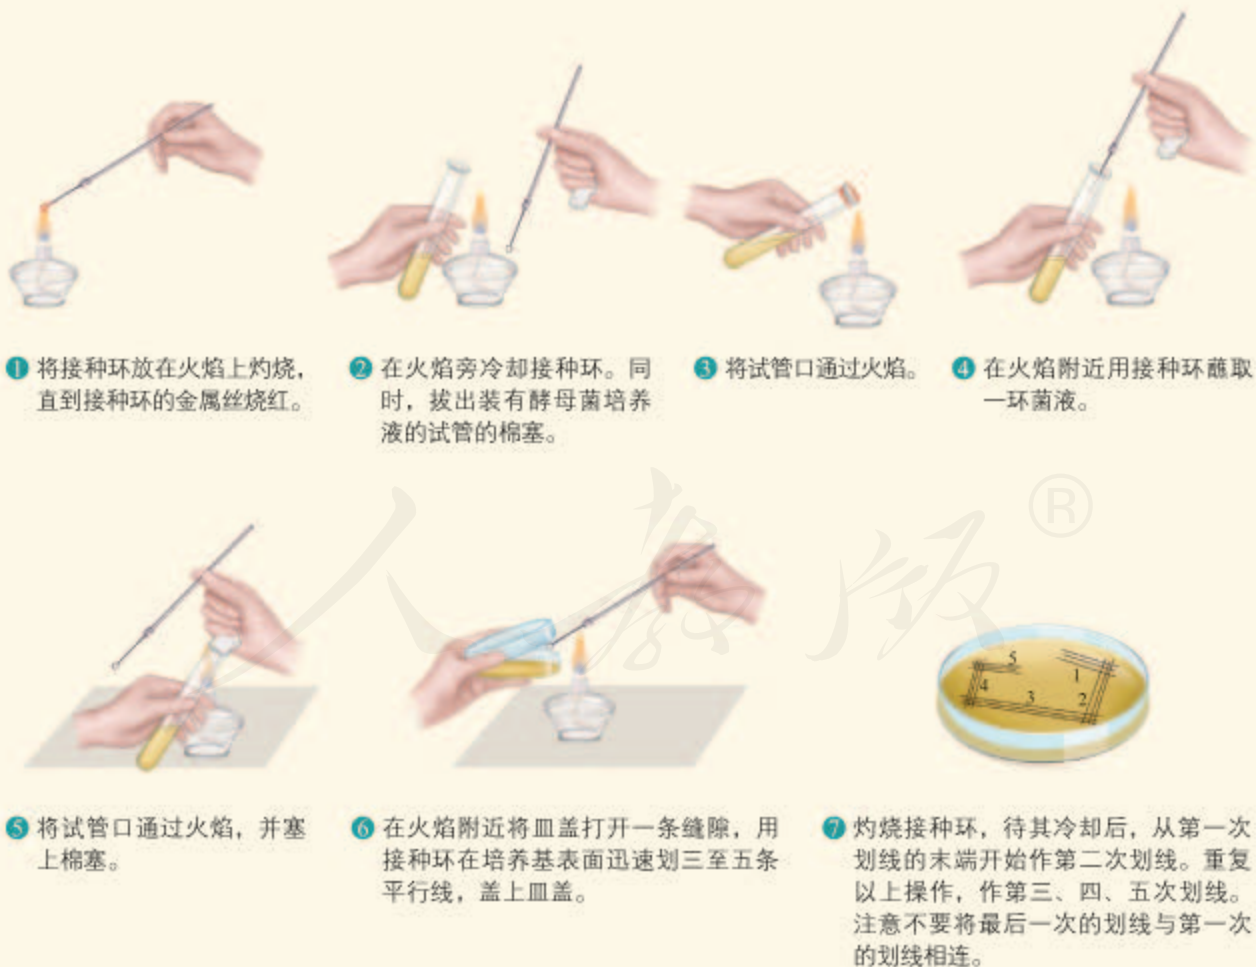 ① 将接种环放在火焰上灼烧，
直到接种环的金属丝烧红。
② 在火焰旁冷却接种环。同
时，拔出装有酵母菌培养
液的试管的棉塞。
③ 将试管口通过火焰。
④ 在火焰附近用接种环蘸取
一环菌液。
人教版®
⑤ 将试管口通过火焰，并塞
上棉塞。
⑥ 在火焰附近将皿盖打开一条缝隙，用
接种环在培养基表面迅速划三至五条
平行线，盖上皿盖。
5
1
4
3
2
⑦ 灼烧接种环，待其冷却后，从第一次
划线的末端开始作第二次划线。重复
以上操作，作第三、四、五次划线。
注意不要将最后一次的划线与第一次
的划线相连。